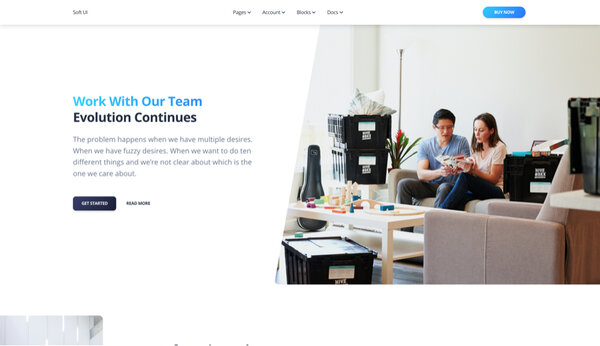 Soft UI
Pages
Account
Blocks
Docs
BUY NOW
Work With Our Team
Evolution Continues
The problem happens when we have multiple desires.
When we have fuzzy desires. When we want to do ten
different things and we're not clear about which is the
one we care about.
GET STARTED
READ MORE